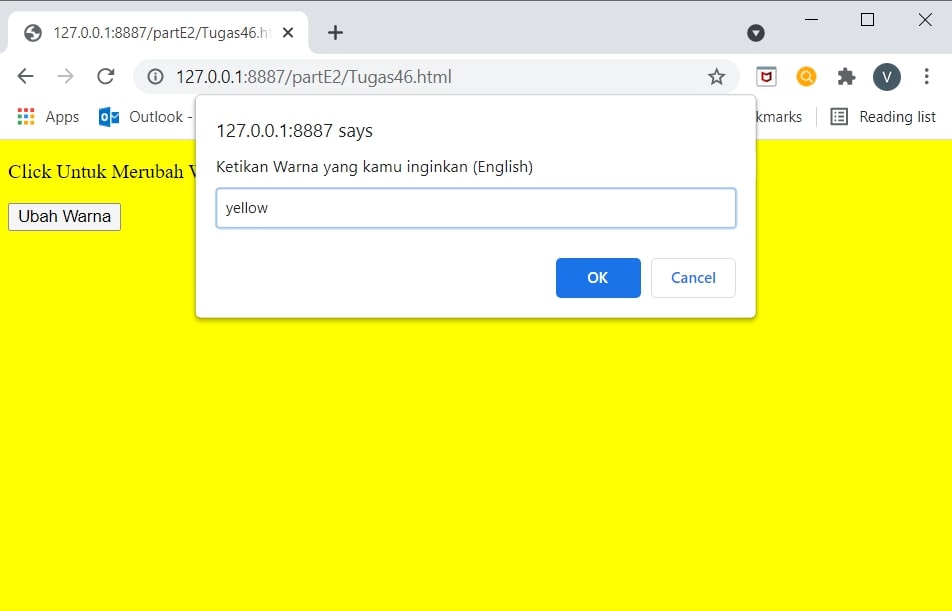 127.0.0.1:8887/partE2/Tugas46.h
127.0.0.1:8887/partE2/Tugas46.html
V
Apps
Outlook -
Reading list
127.0.0.1:8887 says
Ketikan Warna yang kamu inginkan (English)
yellow
OK
Cancel
Click Untuk Merubah
Ubah Warna